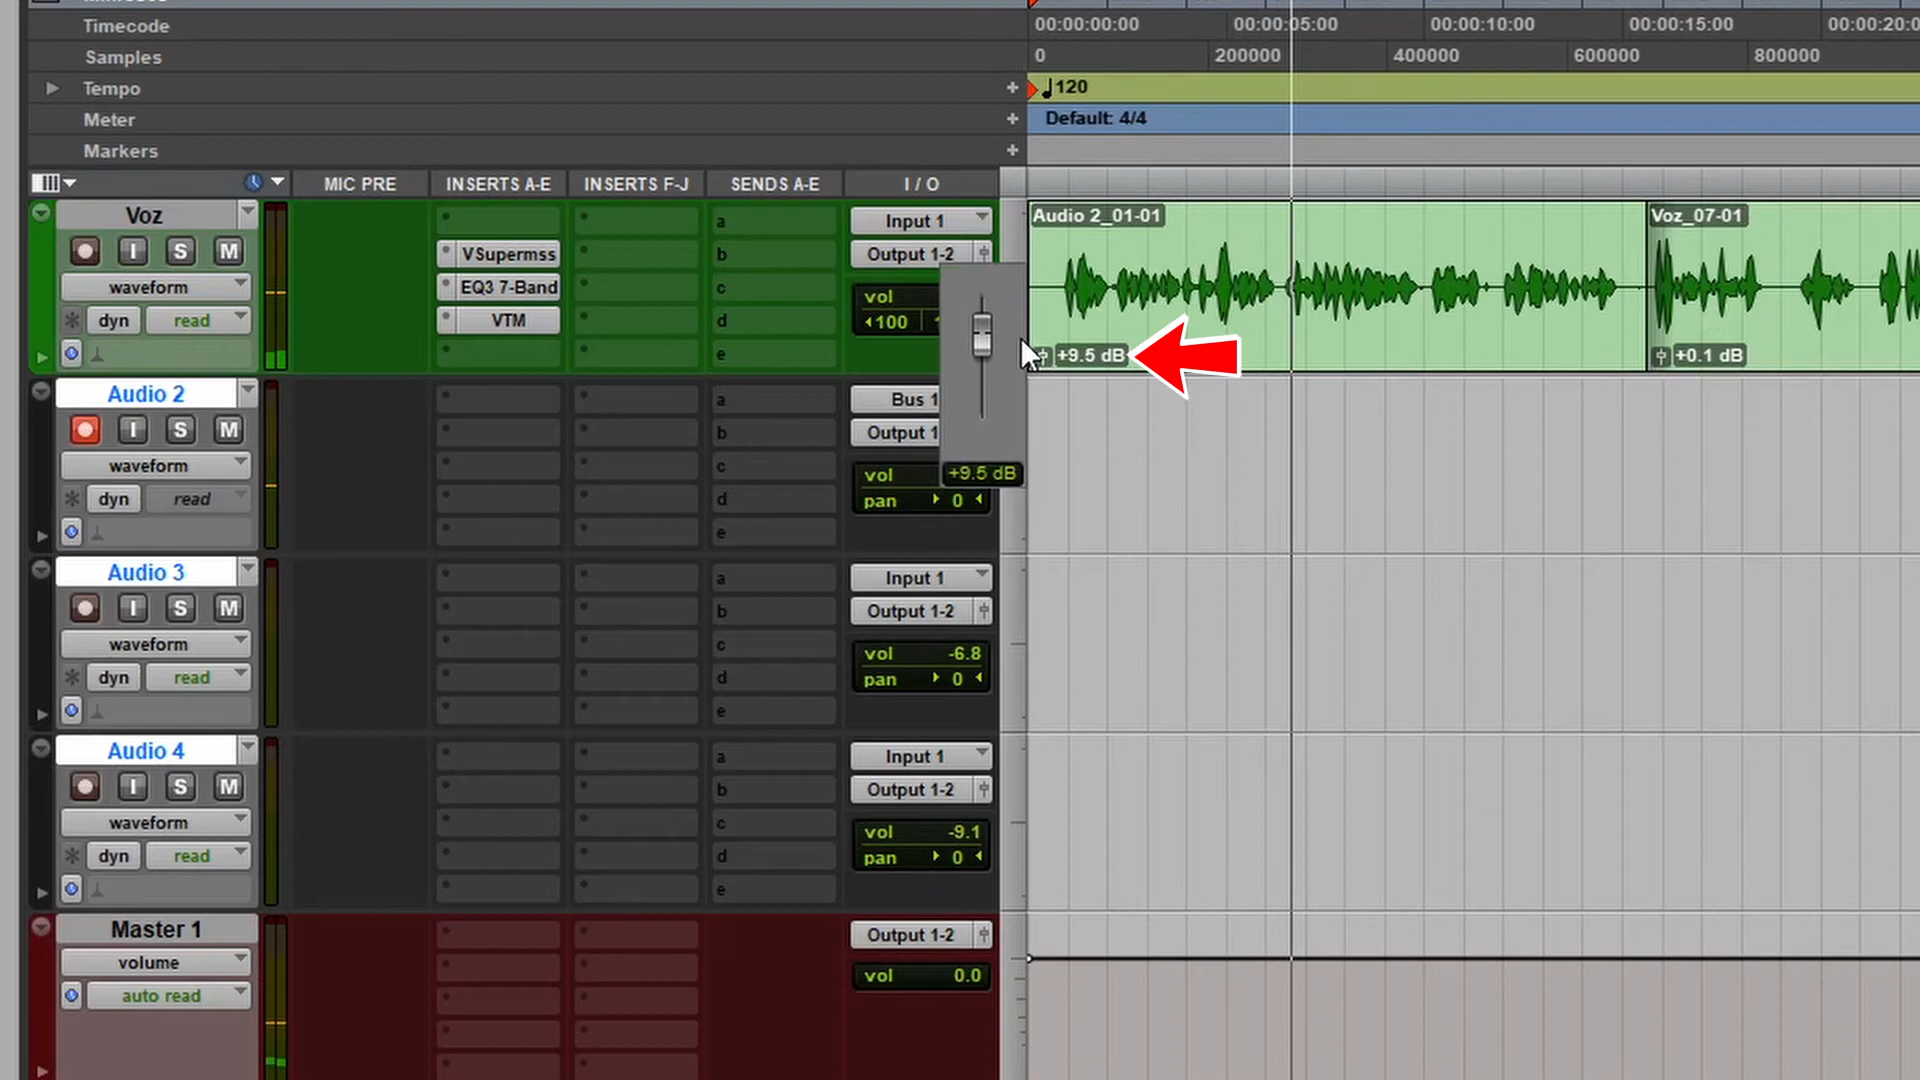 Timecode
00:00:00:00 00:00:05:00 00:00:10:00 00:00:15:00 00:00:20:0
Samples
0 200000 400000 600000 800000
Tempo
120
Meter
Default: 4/4
Markers
MIC PRE INSERTS A-E INSERTS F-J SENDS A-E I / O
Voz
I S M
waveform
dyn read
VSupermss
EQ3 7-Band
VTM
a
b
c
d
e
Input 1
Output 1-2
vol
100
+9.5 dB
Audio 2_01-01
+9.5 dB
Voz_07-01
+0.1 dB
Audio 2
I S M
waveform
dyn read
a
b
c
d
e
Bus 1
Output 1
vol
pan 0
Audio 3
I S M
waveform
dyn read
a
b
c
d
e
Input 1
Output 1-2
vol -6.8
pan 0
Audio 4
I S M
waveform
dyn read
a
b
c
d
e
Input 1
Output 1-2
vol -9.1
pan 0
Master 1
volume
auto read
Output 1-2
vol 0.0